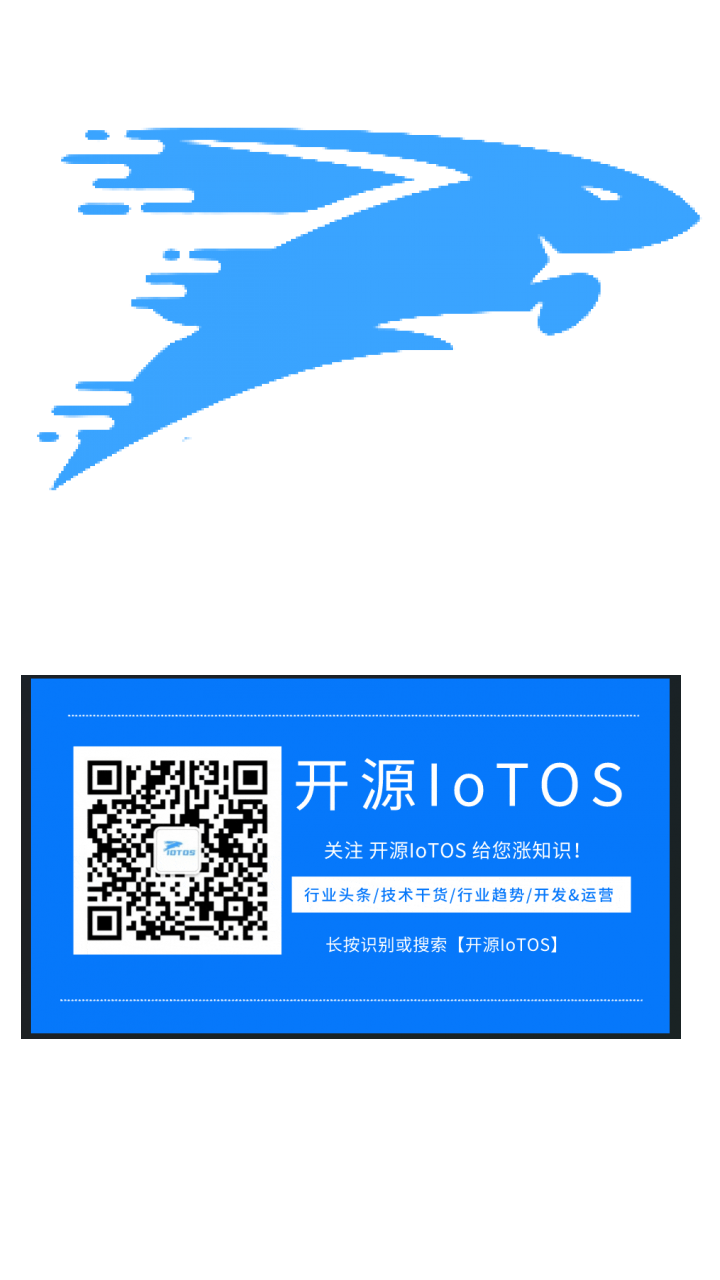 开源IoTOS
关注 开源IoTOS 给您涨知识！
行业头条/技术干货/行业趋势/开发&运营
长按识别或搜索【开源IoTOS】
IOTOS